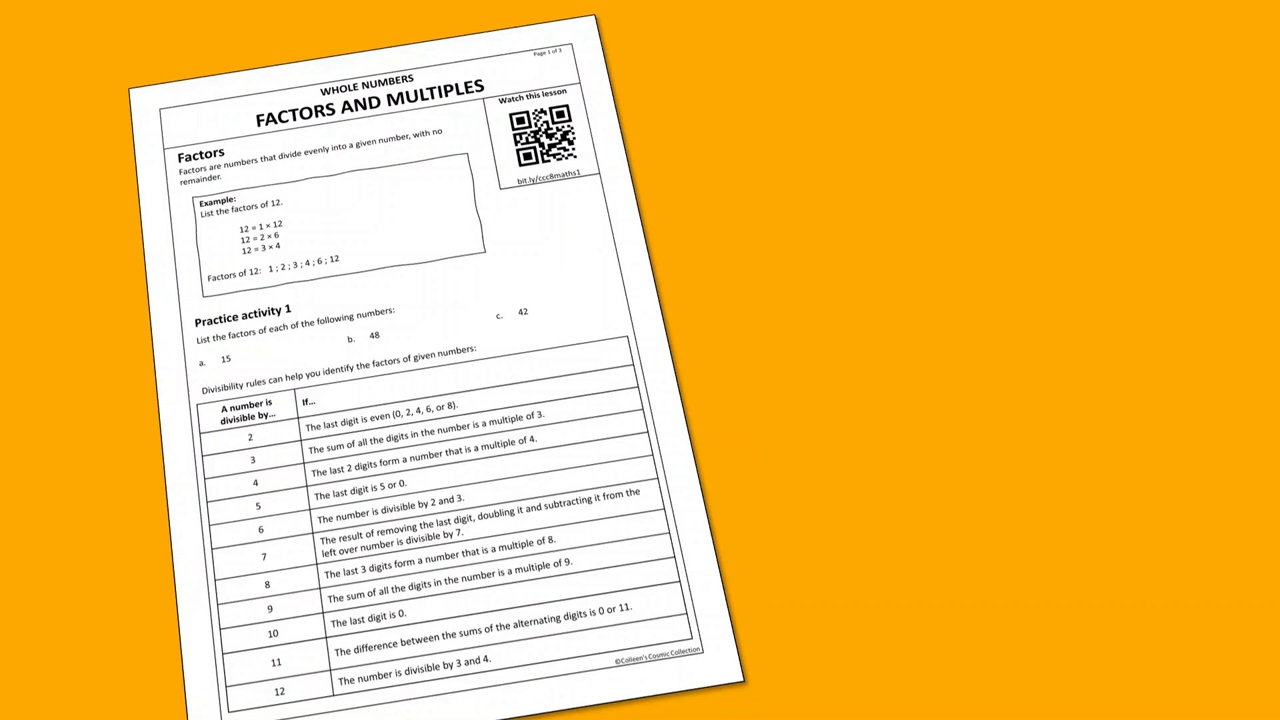 Page 1 of 3
WHOLE NUMBERS
FACTORS AND MULTIPLES
Watch this lesson
bit.ly/ccc8maths1
Factors
Factors are numbers that divide evenly into a given number, with no
remainder.
Example:
List the factors of 12.
12 = 1 × 12
12 = 2 × 6
12 = 3 × 4
Factors of 12: 1 ; 2 ; 3 ; 4 ; 6 ; 12
Practice activity 1
List the factors of each of the following numbers:
a. 15 b. 48 c. 42
Divisibility rules can help you identify the factors of given numbers:
A number is
divisible by... If...
2 The last digit is even (0, 2, 4, 6, or 8).
3 The sum of all the digits in the number is a multiple of 3.
4 The last 2 digits form a number that is a multiple of 4.
5 The last digit is 5 or 0.
6 The number is divisible by 2 and 3.
7 The result of removing the last digit, doubling it and subtracting it from the
left over number is divisible by 7.
8 The last 3 digits form a number that is a multiple of 8.
9 The sum of all the digits in the number is a multiple of 9.
10 The last digit is 0.
11 The difference between the sums of the alternating digits is 0 or 11.
12 The number is divisible by 3 and 4.
©Colleen's Cosmic Collection